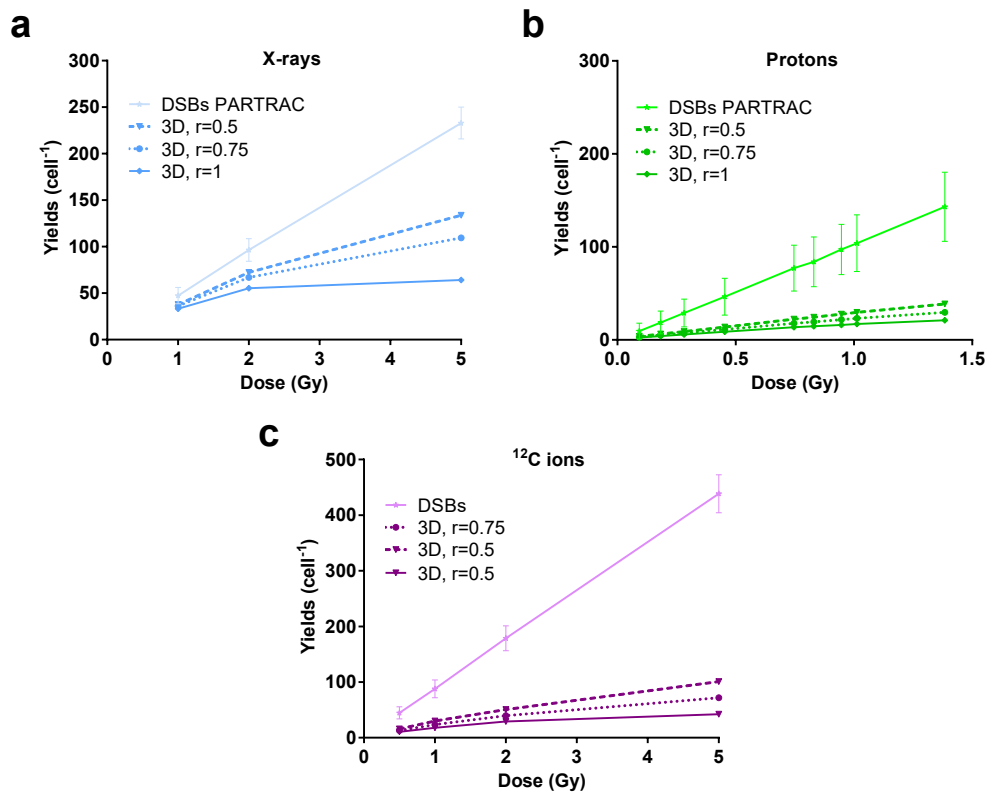 a
X-rays
300
250
200
150
100
50
0
Yields (cell⁻¹)
DSBs PARTRAC
3D, r=0.5
3D, r=0.75
3D, r=1
0 1 2 3 4 5
Dose (Gy)
b
Protons
300
200
100
0
Yields (cell⁻¹)
DSBs PARTRAC
3D, r=0.5
3D, r=0.75
3D, r=1
0.0 0.5 1.0 1.5
Dose (Gy)
c
¹²C ions
500
400
300
200
100
0
Yields (cell⁻¹)
DSBs
3D, r=0.75
3D, r=0.5
3D, r=0.5
0 1 2 3 4 5
Dose (Gy)